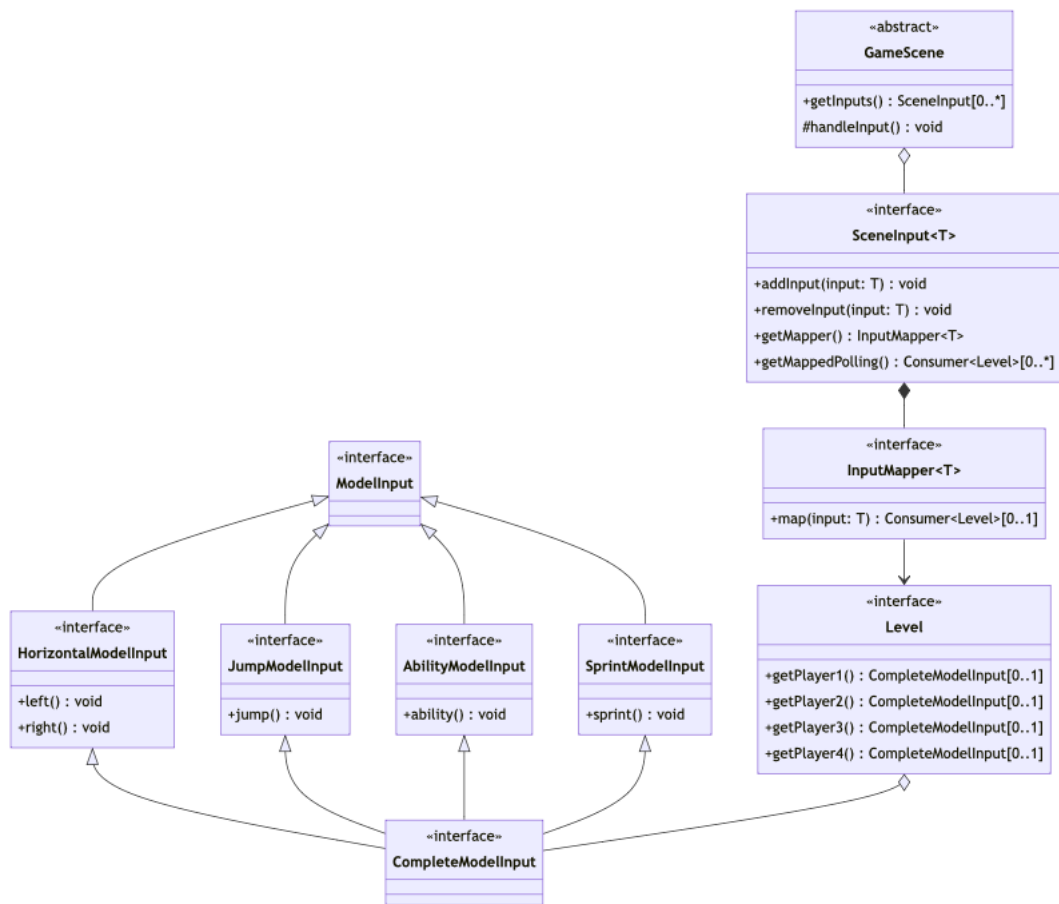 «abstract»
GameScene
+getInputs() : SceneInput[0..*]
#handleInput() : void
«interface»
SceneInput<T>
+addInput(input: T) : void
+removeInput(input: T) : void
+getMapper() : InputMapper<T>
+getMappedPolling() : Consumer<Level>[0..*]
«interface»
InputMapper<T>
+map(input: T) : Consumer<Level>[0..1]
«interface»
ModelInput
«interface»
HorizontalModelInput
+left() : void
+right() : void
«interface»
JumpModelInput
+jump() : void
«interface»
AbilityModelInput
+ability() : void
«interface»
SprintModelInput
+sprint() : void
«interface»
Level
+getPlayer1() : CompleteModelInput[0..1]
+getPlayer2() : CompleteModelInput[0..1]
+getPlayer3() : CompleteModelInput[0..1]
+getPlayer4() : CompleteModelInput[0..1]
«interface»
CompleteModelInput